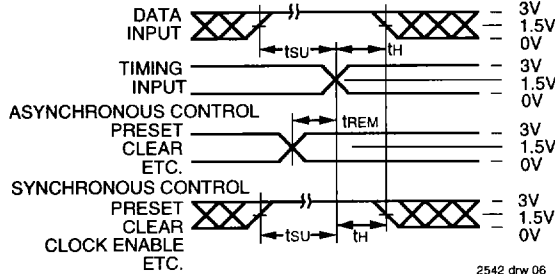 DATA
INPUT
tSU
tH
3V
1.5V
0V
TIMING
INPUT
3V
1.5V
0V
ASYNCHRONOUS CONTROL
PRESET
CLEAR
ETC.
tREM
3V
1.5V
0V
SYNCHRONOUS CONTROL
PRESET
CLEAR
CLOCK ENABLE
ETC.
tSU
tH
3V
1.5V
0V
2542 drw 06